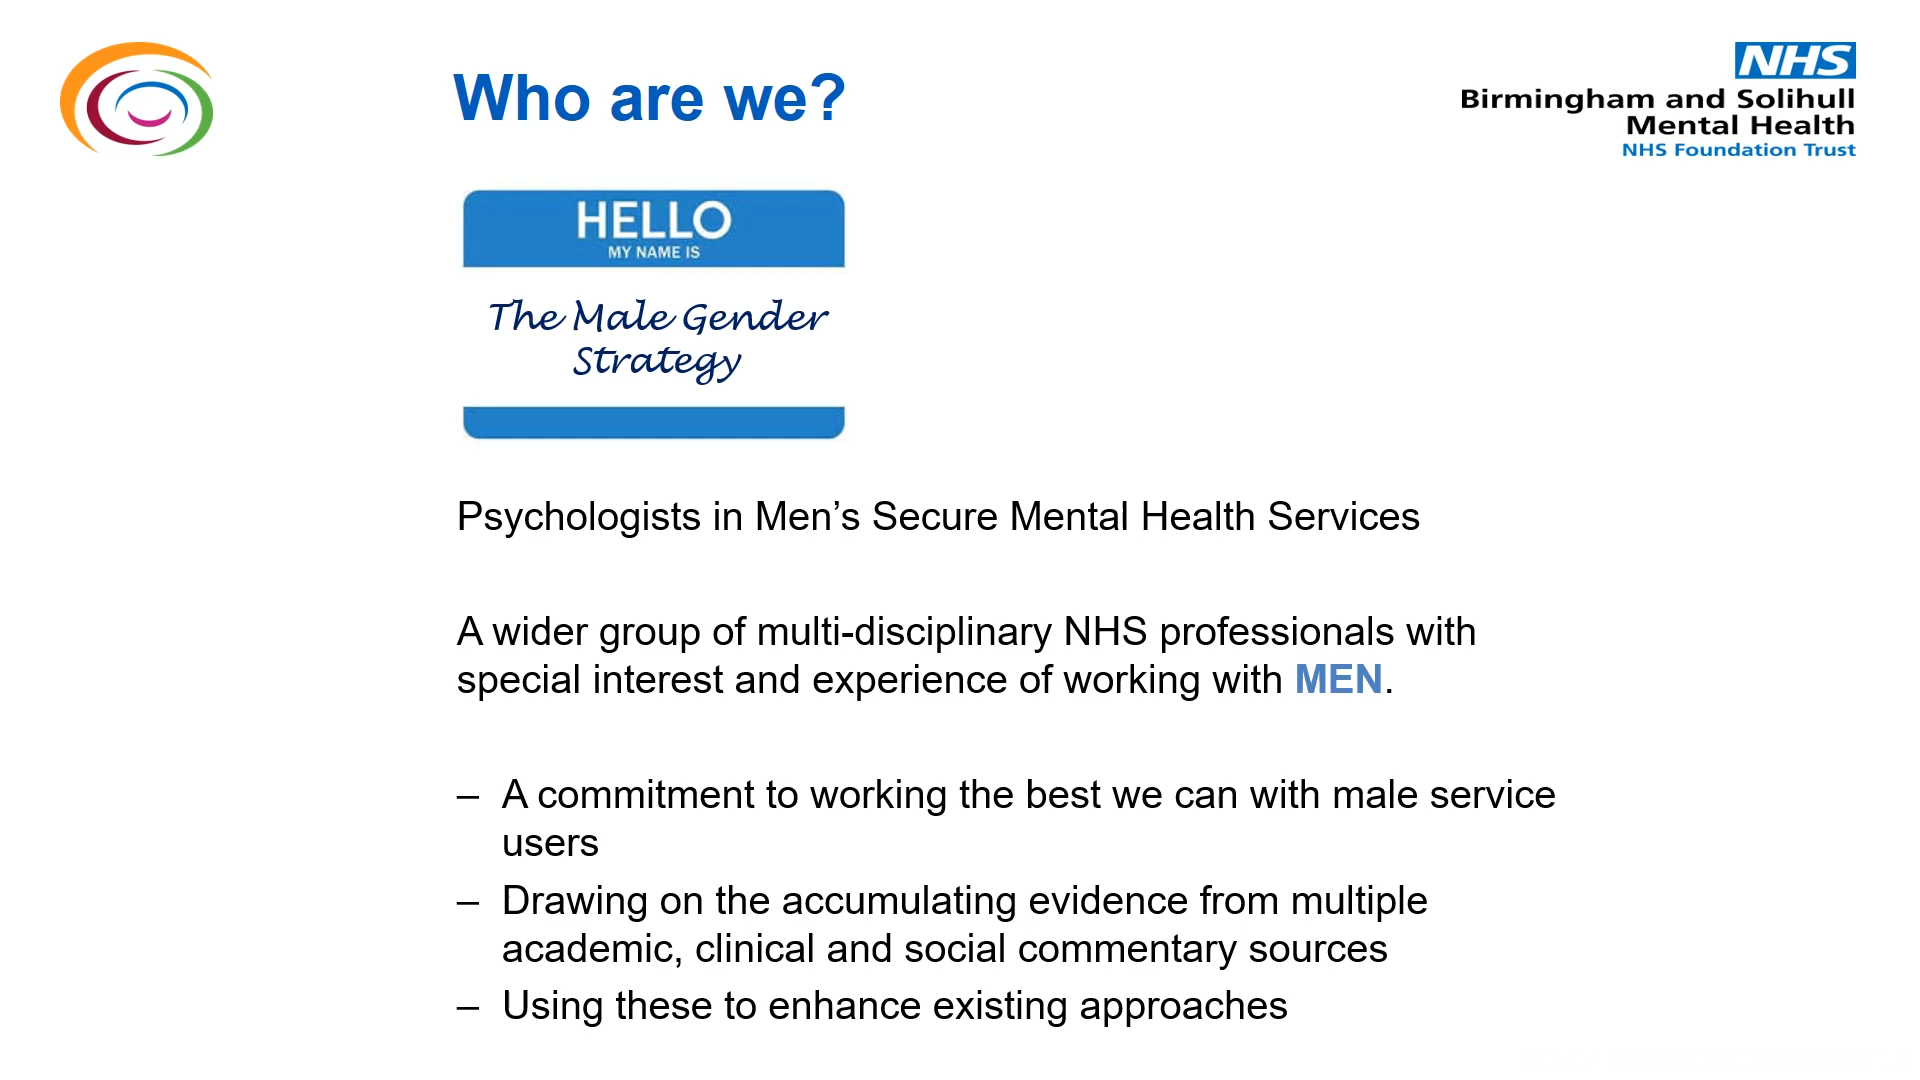 Who are we?
NHS
Birmingham and Solihull
Mental Health
NHS Foundation Trust
HELLO
MY NAME IS
The Male Gender
Strategy
Psychologists in Men’s Secure Mental Health Services
A wider group of multi-disciplinary NHS professionals with
special interest and experience of working with MEN.
– A commitment to working the best we can with male service
users
– Drawing on the accumulating evidence from multiple
academic, clinical and social commentary sources
– Using these to enhance existing approaches